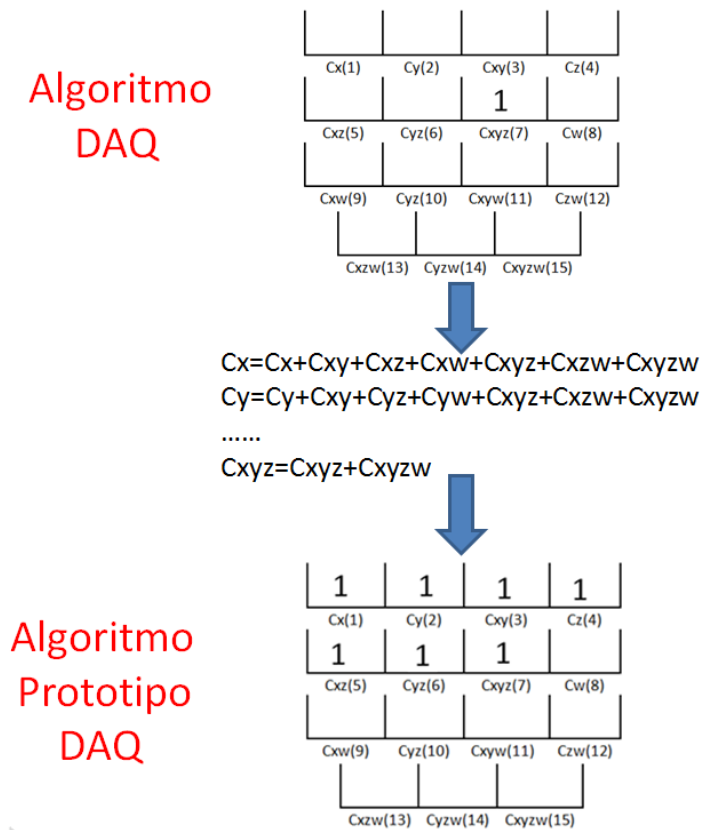 Algoritmo
DAQ
Cx(1) Cy(2) Cxy(3) Cz(4)
1
Cxz(5) Cyz(6) Cxyz(7) Cw(8)
Cxw(9) Cyz(10) Cxyw(11) Czw(12)
Cxzw(13) Cyzw(14) Cxyzw(15)
Cx=Cx+Cxy+Cxz+Cxw+Cxyz+Cxzw+Cxyzw
Cy=Cy+Cxy+Cyz+Cyw+Cxyz+Cxzw+Cxyzw
......
Cxyz=Cxyz+Cxyzw
Algoritmo
Prototipo
DAQ
1 1 1 1
Cx(1) Cy(2) Cxy(3) Cz(4)
1 1 1
Cxz(5) Cyz(6) Cxyz(7) Cw(8)
Cxw(9) Cyz(10) Cxyw(11) Czw(12)
Cxzw(13) Cyzw(14) Cxyzw(15)